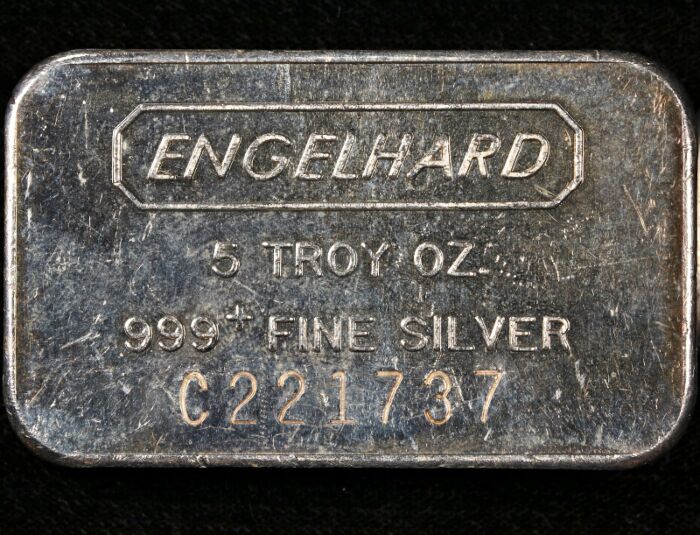 ENGELHARD
5 TROY OZ.
999+ FINE SILVER
C221737